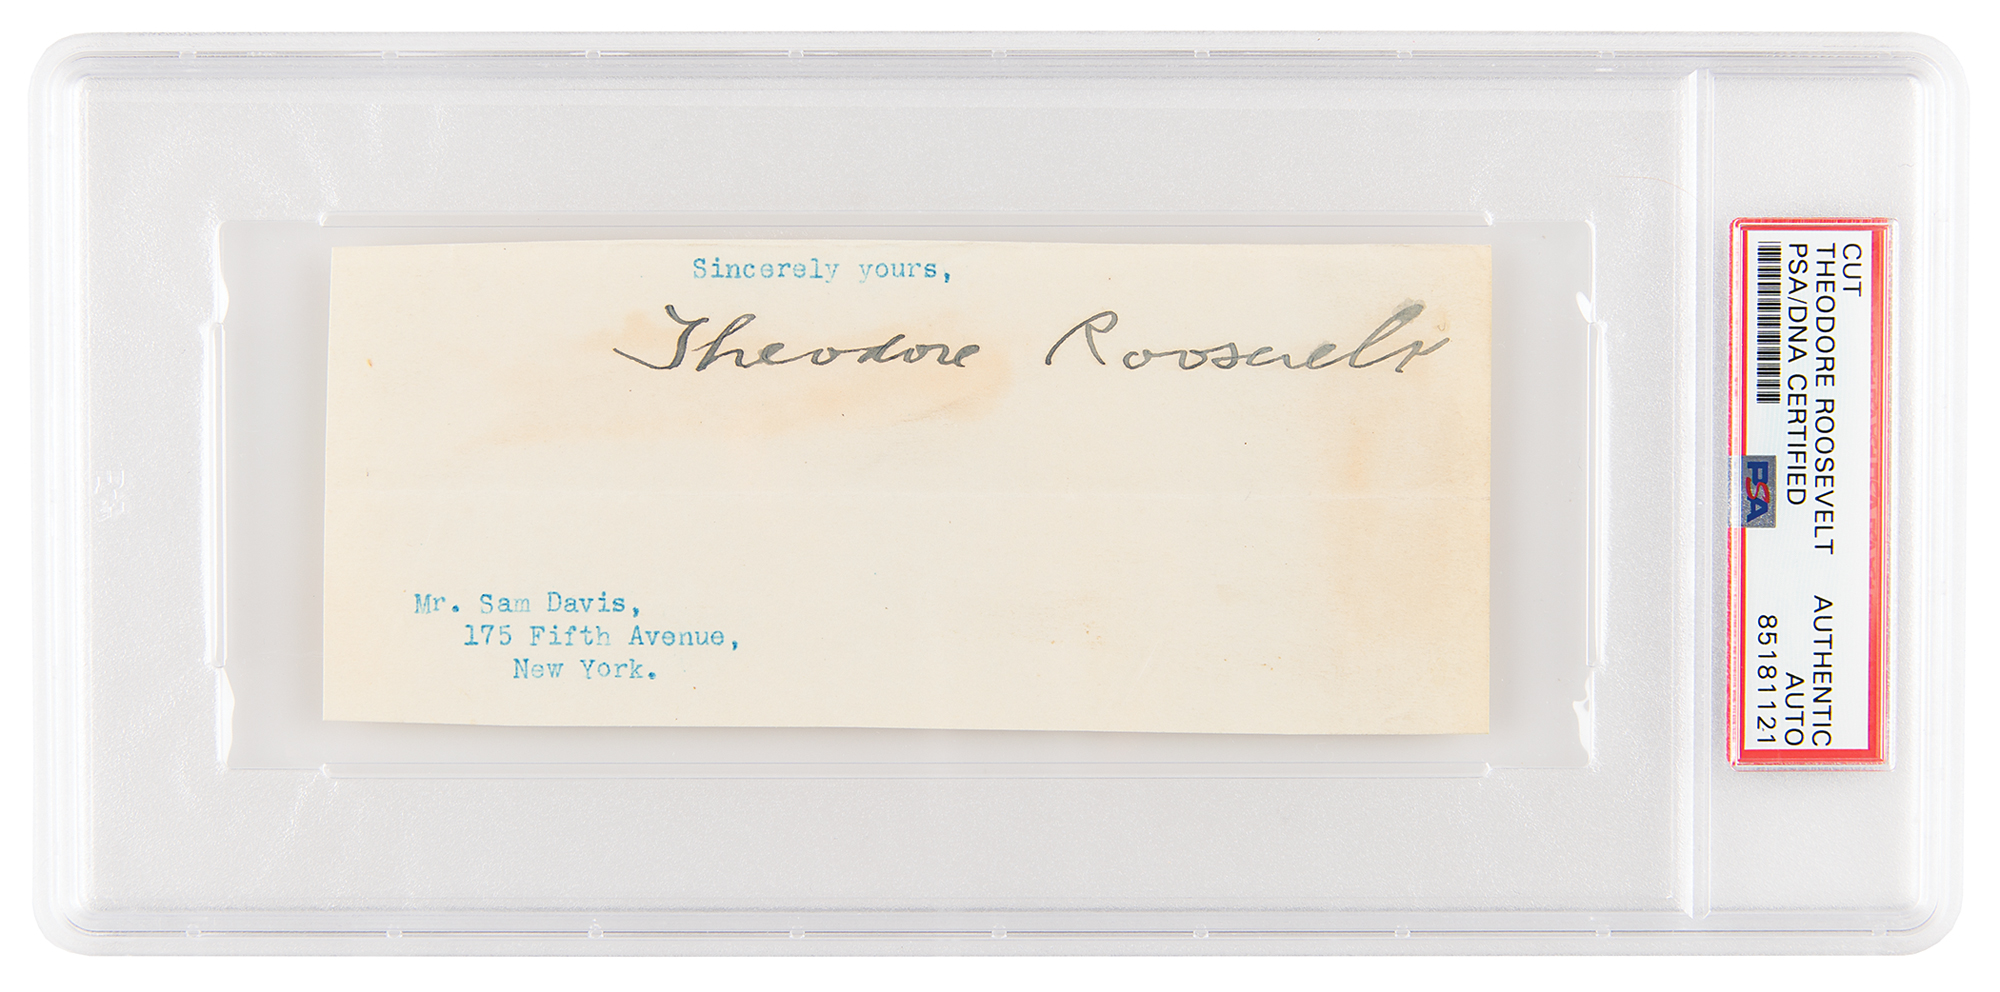 Sincerely yours,
Theodore Roosevelt
Mr. Sam Davis,
175 Fifth Avenue,
New York.
CUT
THEODORE ROOSEVELT AUTHENTIC
PSA/DNA CERTIFIED AUTO
85181121
PSA